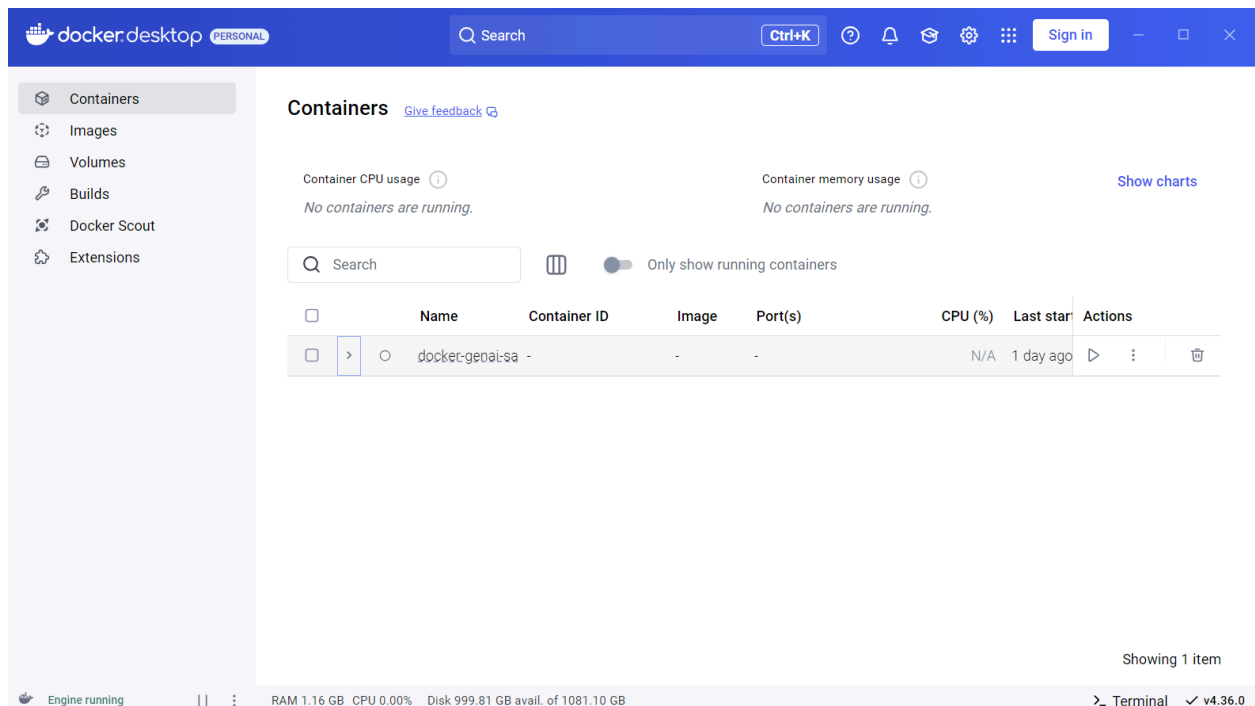 docker.desktop PERSONAL Search Ctrl+K Sign in
Containers
Images
Volumes
Builds
Docker Scout
Extensions
Containers Give feedback
Container CPU usage
No containers are running.
Container memory usage
No containers are running.
Show charts
Search Only show running containers
Name Container ID Image Port(s) CPU (%) Last start Actions
docker-genai-sa - - - N/A 1 day ago
Showing 1 item
Engine running RAM 1.16 GB CPU 0.00% Disk 999.81 GB avail. of 1081.10 GB Terminal v4.36.0